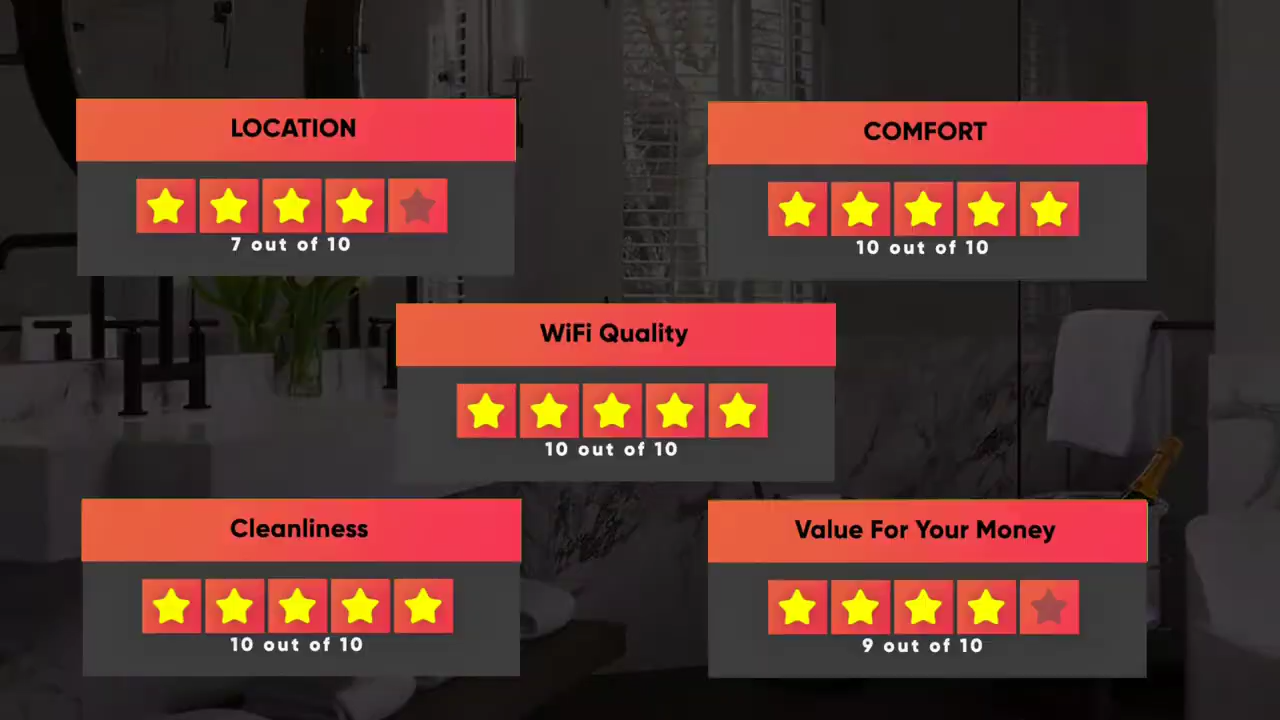 LOCATION
7 out of 10
COMFORT
10 out of 10
WiFi Quality
10 out of 10
Cleanliness
10 out of 10
Value For Your Money
9 out of 10